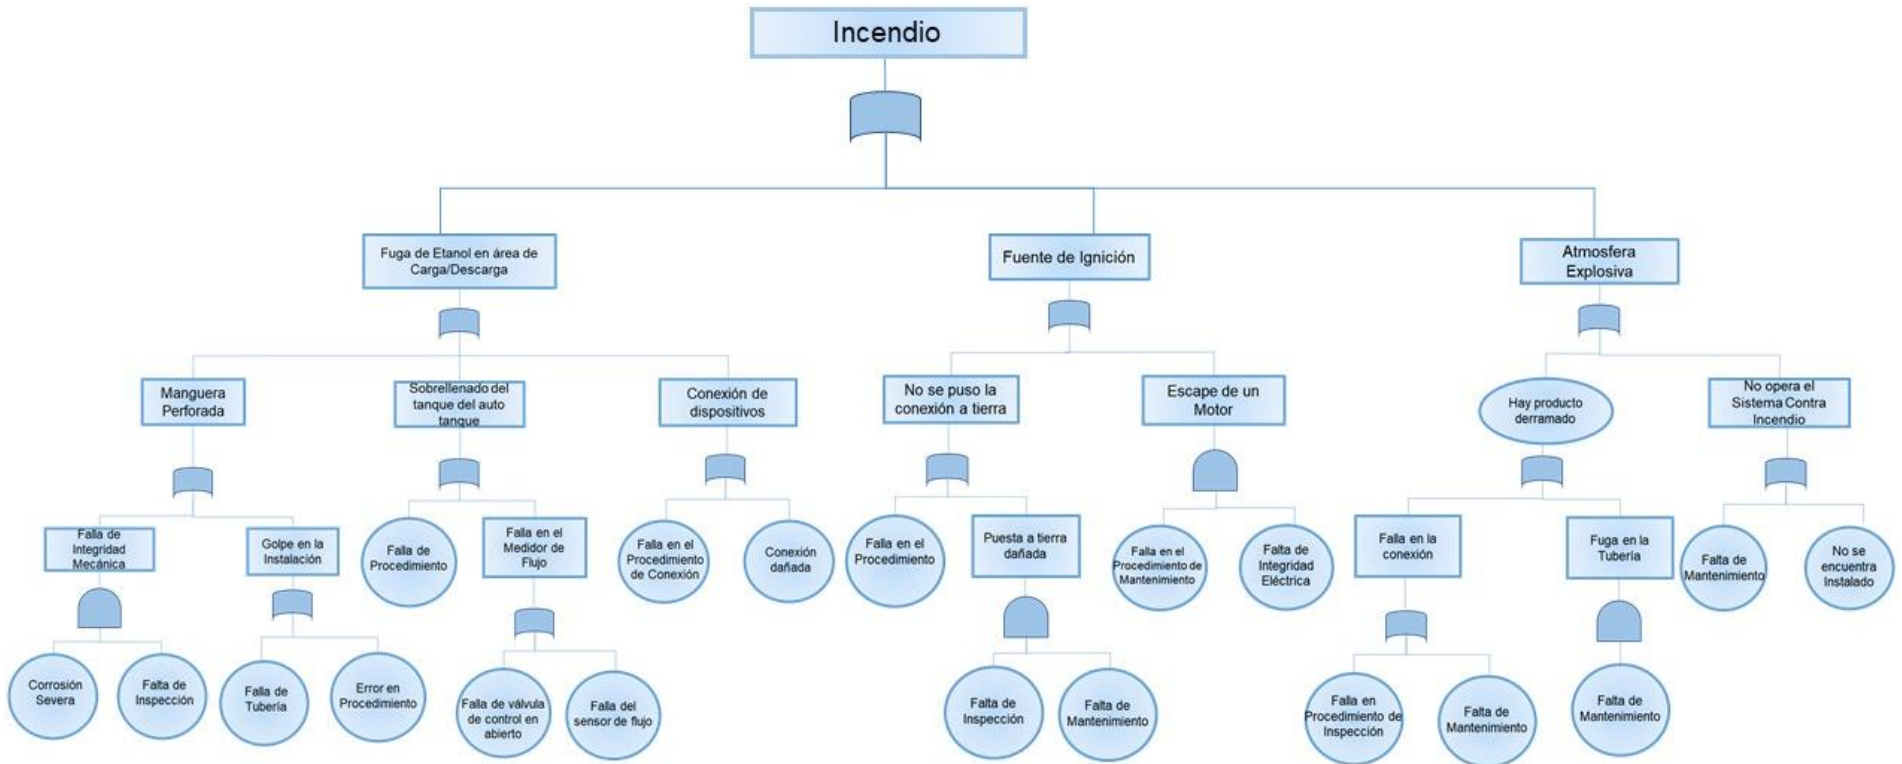 Incendio
Fuga de Etanol en área de
Carga/Descarga
Fuente de Ignición
Atmosfera
Explosiva
Manguera
Perforada
Sobrellenado del
tanque del auto
tanque
Conexión de
dispositivos
No se puso la
conexión a tierra
Escape de un
Motor
Hay producto
derramado
No opera el
Sistema Contra
Incendio
Falla de
Integridad
Mecánica
Golpe en la
Instalación
Falla de
Procedimiento
Falla en el
Medidor de
Flujo
Falla en el
Procedimiento
de Conexión
Conexión
dañada
Falla en el
Procedimiento
Puesta a tierra
dañada
Falla en el
Procedimiento de
Mantenimiento
Falta de
Integridad
Eléctrica
Falla en la
conexión
Fuga en la
Tubería
Falta de
Mantenimiento
No se
encuentra
Instalado
Corrosión
Severa
Falta de
Inspección
Falla de
Tubería
Error en
Procedimiento
Falla de válvula
de control en
abierto
Falla del
sensor de flujo
Falta de
Inspección
Falta de
Mantenimiento
Falla en
Procedimiento de
Inspección
Falta de
Mantenimiento
Falta de
Mantenimiento